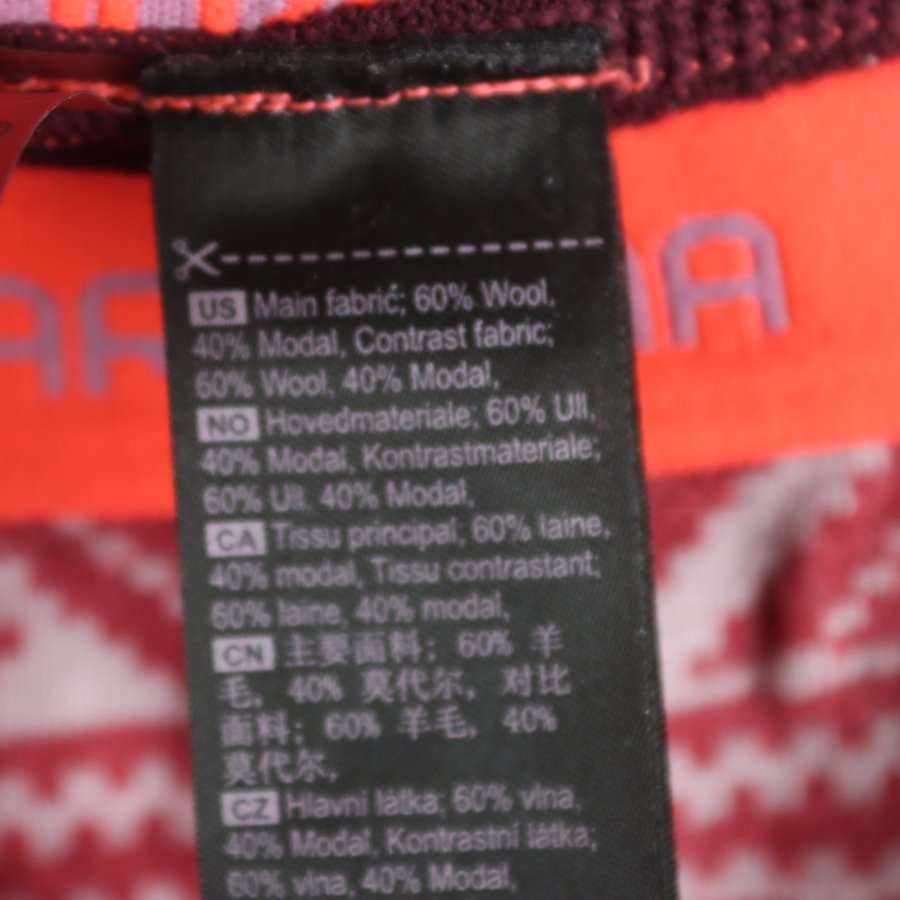 US Main fabric; 60% Wool,
40% Modal, Contrast fabric;
60% Wool, 40% Modal,
NO Hovedmateriale; 60% Ull,
40% Modal, Kontrastmateriale;
60% Ull, 40% Modal,
CA Tissu principal, 60% laine,
40% modal, Tissu contrastant;
60% laine, 40% modal,
CN 主要面料; 60% 羊
毛, 40% 莫代尔, 对比
面料; 60% 羊毛, 40%
莫代尔,
CZ Hlavní látka; 60% vlna,
40% Modal, Kontrastní látka;
60% vlna, 40% Modal,